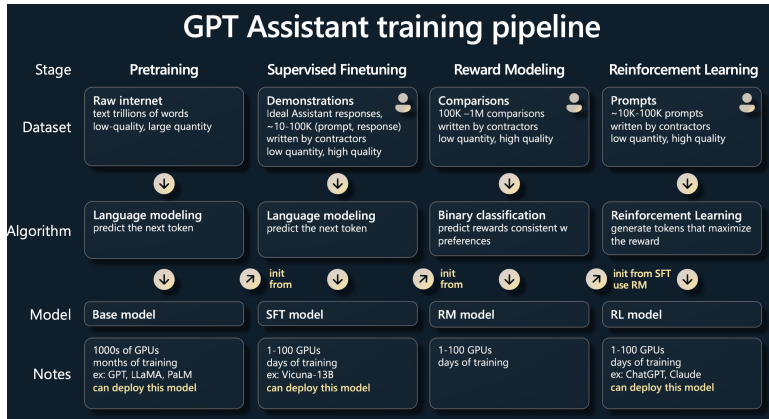 GPT Assistant training pipeline
Stage Pretraining Supervised Finetuning Reward Modeling Reinforcement Learning
Dataset
Raw internet
text trillions of words
low-quality, large quantity
Demonstrations
Ideal Assistant responses,
~10-100K (prompt, response)
written by contractors
low quantity, high quality
Comparisons
100K –1M comparisons
written by contractors
low quantity, high quality
Prompts
~10K-100K prompts
written by contractors
low quantity, high quality
Algorithm
Language modeling
predict the next token
Language modeling
predict the next token
Binary classification
predict rewards consistent w
preferences
Reinforcement Learning
generate tokens that maximize
the reward
init
from
init
from
init from SFT
use RM
Model
Base model
SFT model
RM model
RL model
Notes
1000s of GPUs
months of training
ex: GPT, LLaMA, PaLM
can deploy this model
1-100 GPUs
days of training
ex: Vicuna-13B
can deploy this model
1-100 GPUs
days of training
1-100 GPUs
days of training
ex: ChatGPT, Claude
can deploy this model